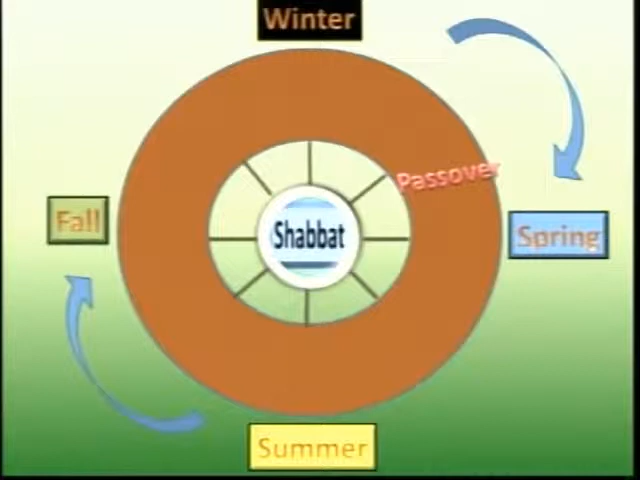 Winter
Passover
Fall
Shabbat
Spring
Summer